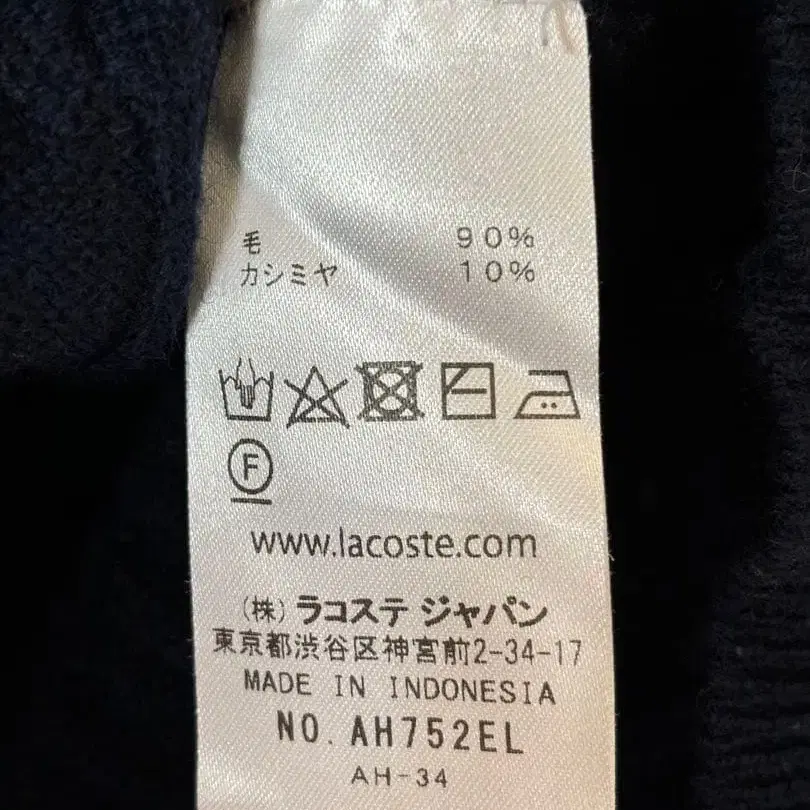 毛 90%
カシミヤ 10%
F
www.lacoste.com
(株) ラコステ ジャパン
東京都渋谷区神宮前2-34-17
MADE IN INDONESIA
NO. AH752EL
AH-34